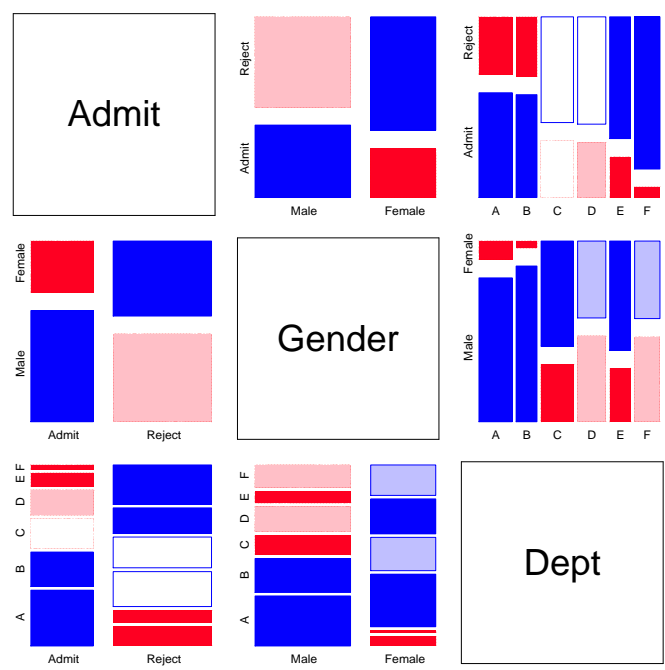 Admit
Reject
Admit
Male Female
Reject
Admit
A B C D E F
Female
Male
Admit Reject
Gender
Female
Male
A B C D E F
F
E
D
C
B
A
Admit Reject
Male Female
F
E
D
C
B
A
Dept